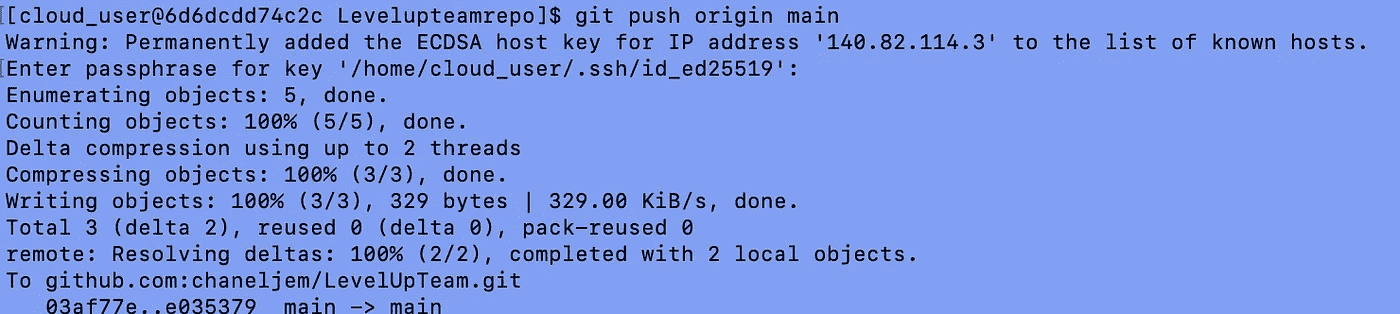 [[cloud_user@6d6dcdd74c2c Levelupteamrepo]$ git push origin main
Warning: Permanently added the ECDSA host key for IP address '140.82.114.3' to the list of known hosts.
[Enter passphrase for key '/home/cloud_user/.ssh/id_ed25519':
Enumerating objects: 5, done.
Counting objects: 100% (5/5), done.
Delta compression using up to 2 threads
Compressing objects: 100% (3/3), done.
Writing objects: 100% (3/3), 329 bytes | 329.00 KiB/s, done.
Total 3 (delta 2), reused 0 (delta 0), pack-reused 0
remote: Resolving deltas: 100% (2/2), completed with 2 local objects.
To github.com:chaneljem/LevelUpTeam.git
   03af77e..e035379  main -> main